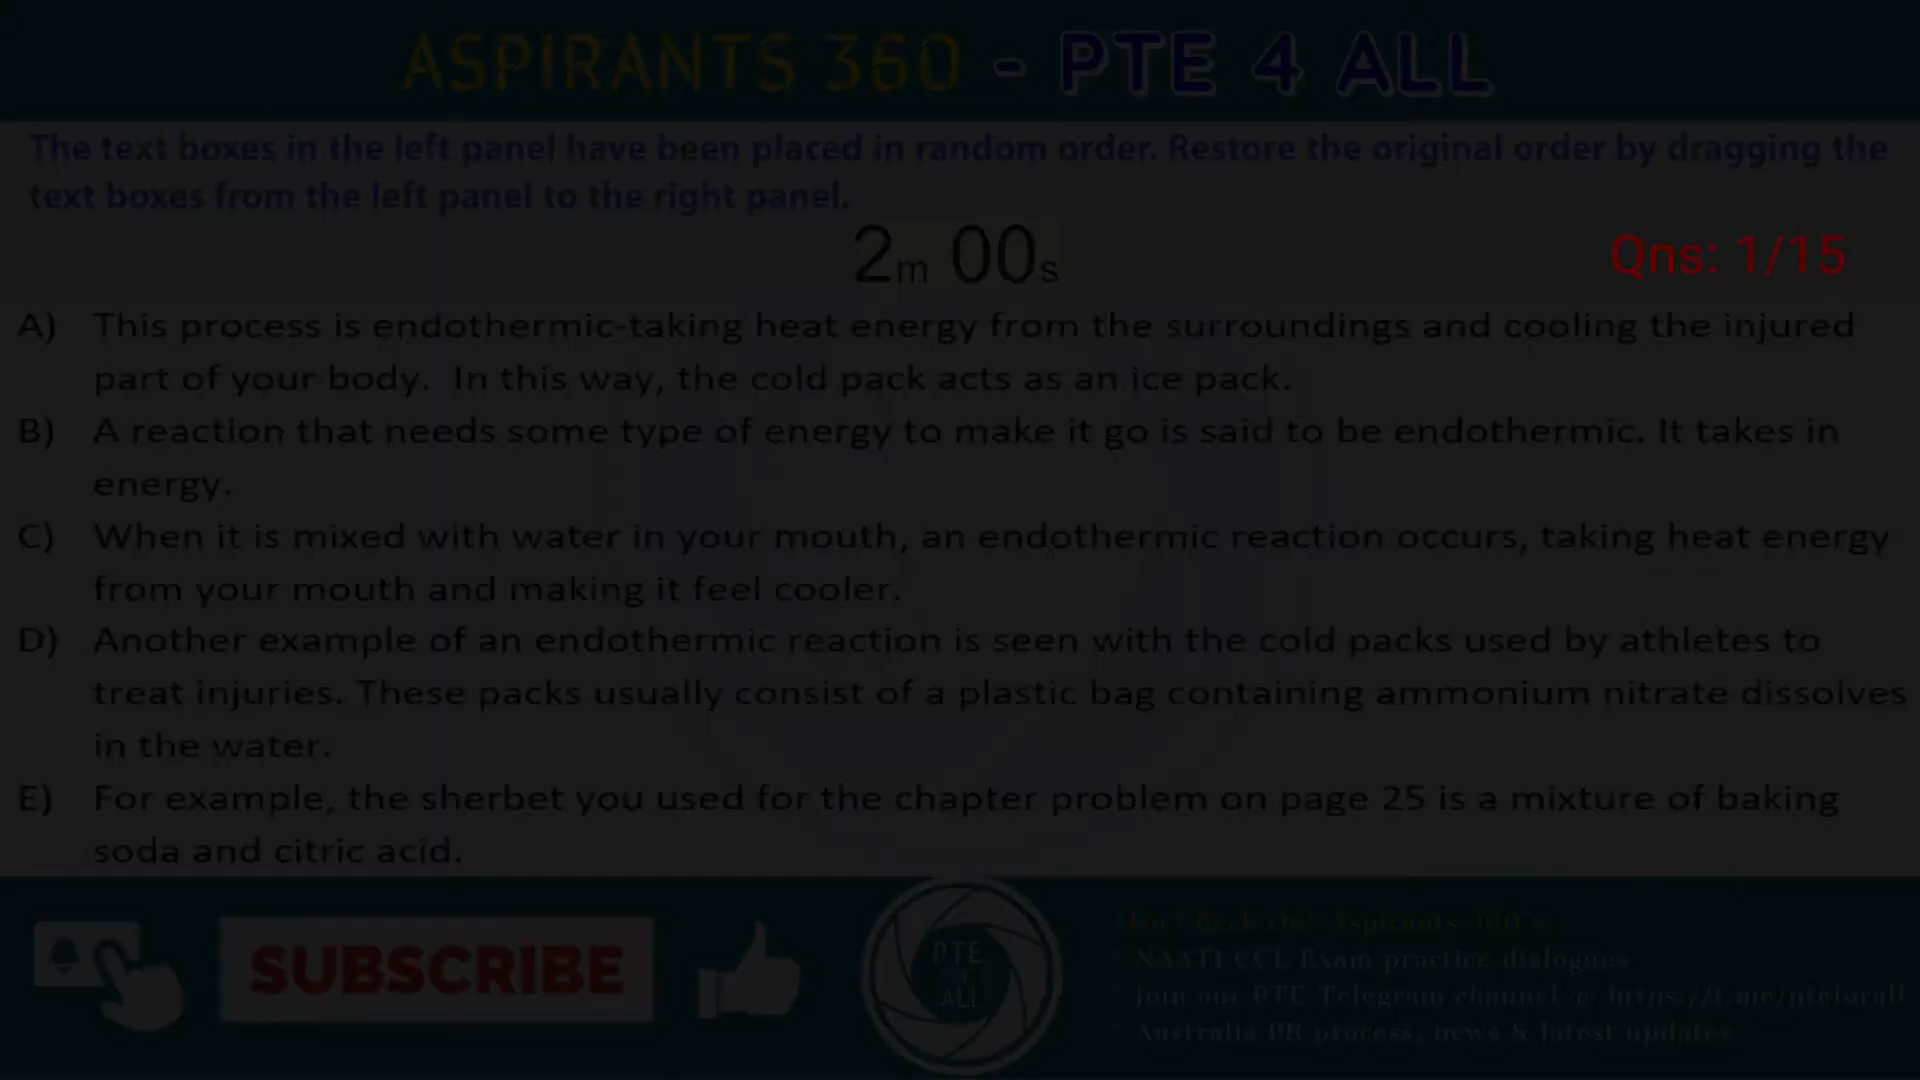 ASPIRANTS 360 - PTE 4 ALL
The text boxes in the left panel have been placed in random order. Restore the original order by dragging the
text boxes from the left panel to the right panel.
2m 00s
Qns: 1/15
A) This process is endothermic-taking heat energy from the surroundings and cooling the injured
part of your body. In this way, the cold pack acts as an ice pack.
B) A reaction that needs some type of energy to make it go is said to be endothermic. It takes in
energy.
C) When it is mixed with water in your mouth, an endothermic reaction occurs, taking heat energy
from your mouth and making it feel cooler.
D) Another example of an endothermic reaction is seen with the cold packs used by athletes to
treat injuries. These packs usually consist of a plastic bag containing ammonium nitrate dissolves
in the water.
E) For example, the sherbet you used for the chapter problem on page 25 is a mixture of baking
soda and citric acid.
SUBSCRIBE
PTE
ALL
* NAATI CCL Exam practice dialogues
* Join our PTE Telegram channel @ https://t.me/pteforall
* Australia PR process, news & latest updates